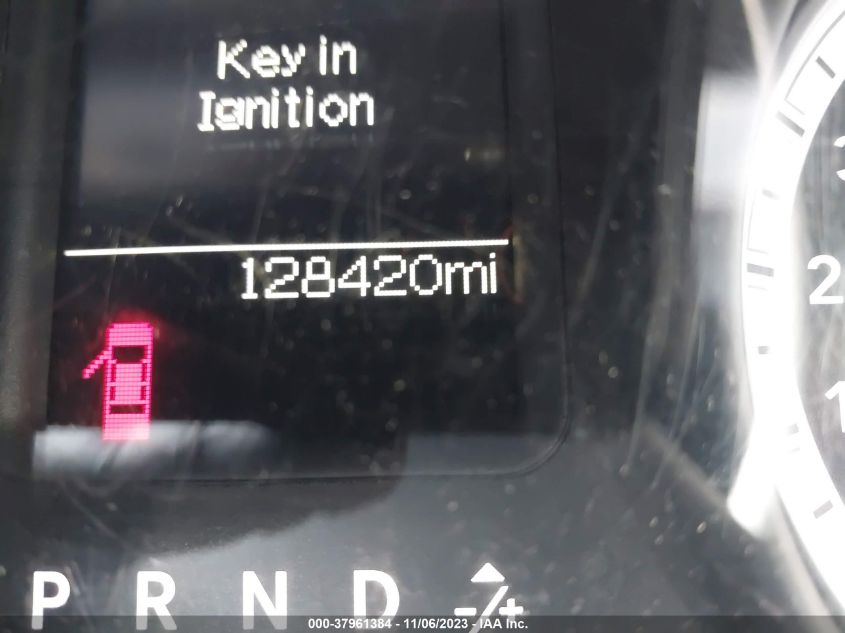 Key in
Ignition
128420mi
2
1
P R N D -/+
000-37961384 - 11/06/2023 - IAA Inc.